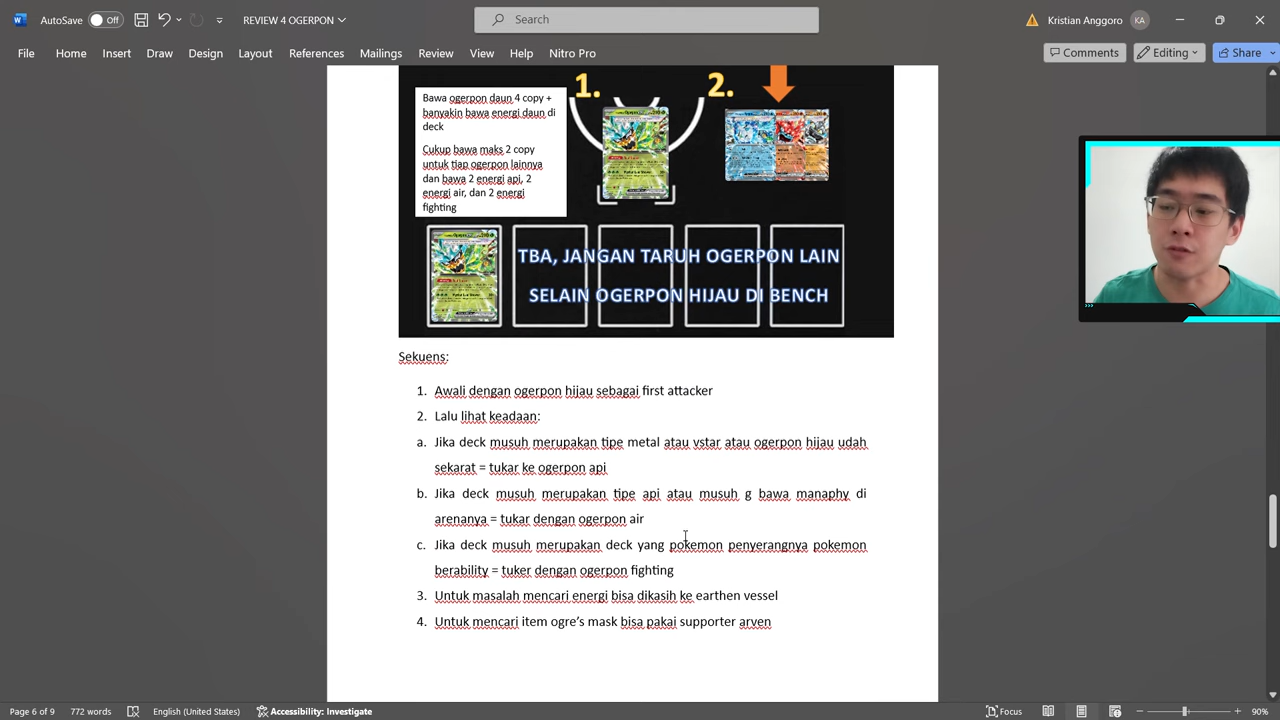 AutoSave
Off
REVIEW 4 OGERPON
Search
Kristian Anggoro
KA
File
Home
Insert
Draw
Design
Layout
References
Mailings
Review
View
Help
Nitro Pro
Comments
Editing
Share
Bawa ogerpon daun 4 copy +
banyakin bawa energi daun di
deck
Cukup bawa maks 2 copy
untuk tiap ogerpon lainnya
dan bawa 2 energi api, 2
energi air, dan 2 energi
fighting
1.
2.
TBA, JANGAN TARUH OGERPON LAIN
SELAIN OGERPON HIJAU DI BENCH
Sekuens:
1. Awali dengan ogerpon hijau sebagai first attacker
2. Lalu lihat keadaan:
a. Jika deck musuh merupakan tipe metal atau vstar atau ogerpon hijau udah
sekarat = tukar ke ogerpon api
b. Jika deck musuh merupakan tipe api atau musuh g bawa manaphy di
arenanya = tukar dengan ogerpon air
c. Jika deck musuh merupakan deck yang pokemon penyerangnya pokemon
berability = tuker dengan ogerpon fighting
3. Untuk masalah mencari energi bisa dikasih ke earthen vessel
4. Untuk mencari item ogre's mask bisa pakai supporter arven
Page 6 of 9
772 words
English (United States)
Accessibility: Investigate
Focus
90%